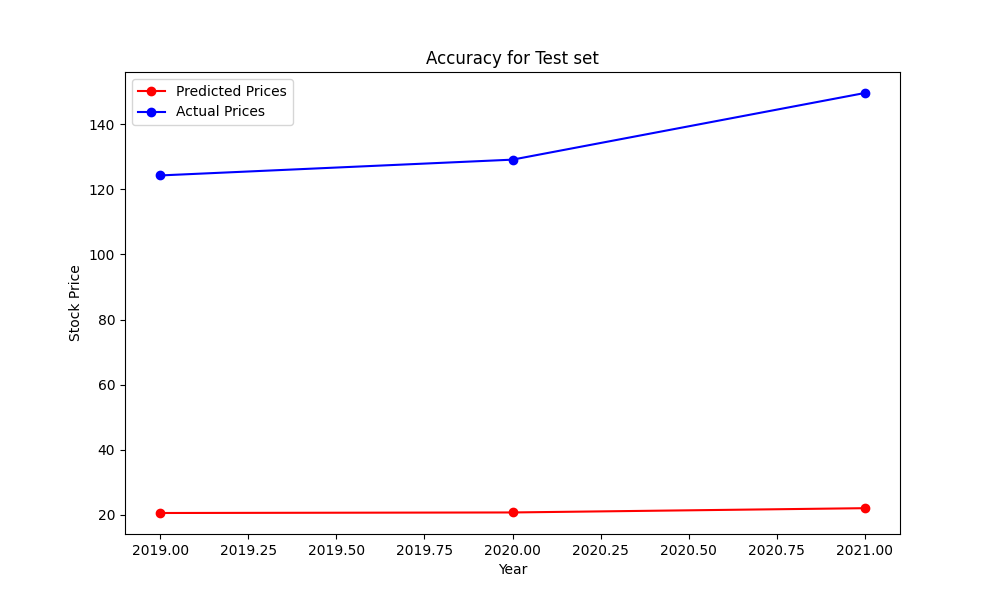 Accuracy for Test set
Predicted Prices
Actual Prices
140
120
100
80
60
40
20
Stock Price
2019.00 2019.25 2019.50 2019.75 2020.00 2020.25 2020.50 2020.75 2021.00
Year